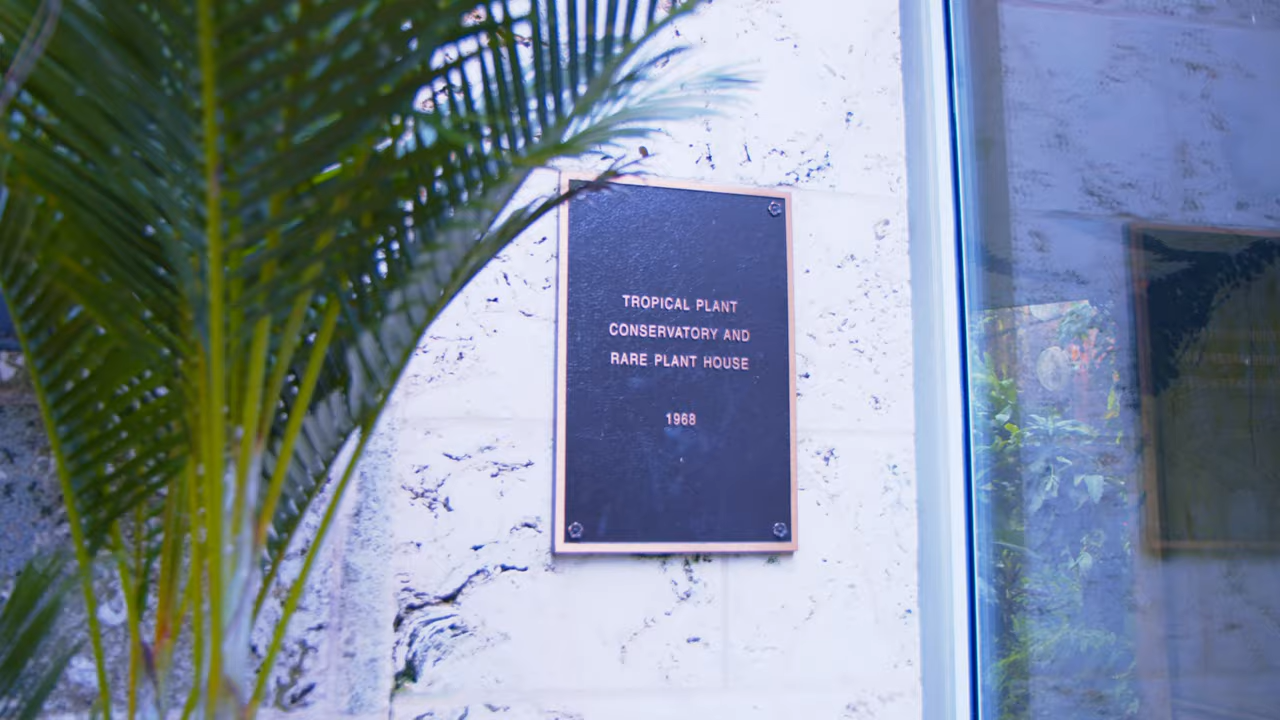 TROPICAL PLANT
CONSERVATORY AND
RARE PLANT HOUSE
1968